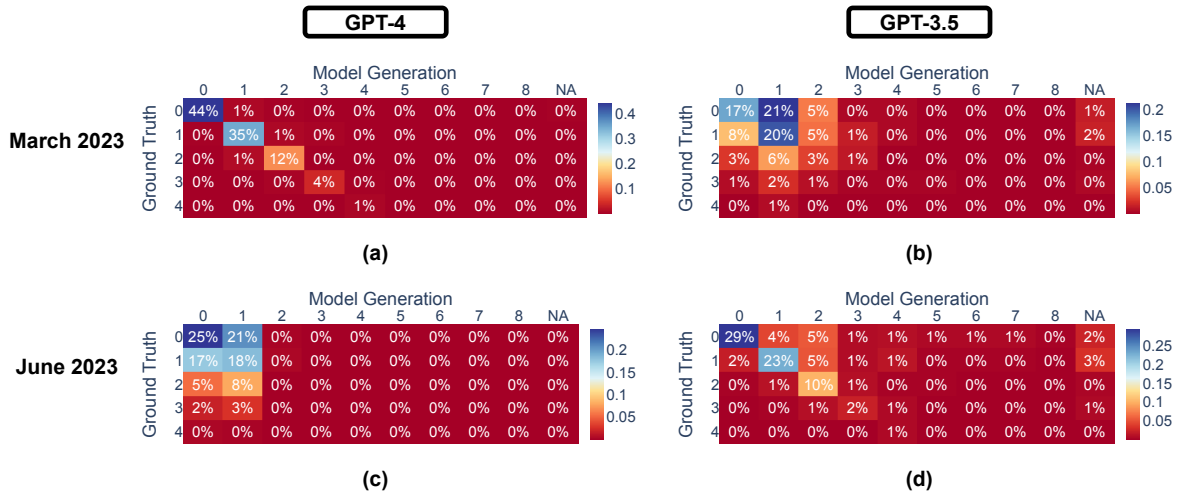 GPT-4
GPT-3.5
March 2023
Model Generation
0 1 2 3 4 5 6 7 8 NA
Ground Truth
0 44% 1% 0% 0% 0% 0% 0% 0% 0% 0%
1 0% 35% 1% 0% 0% 0% 0% 0% 0% 0%
2 0% 1% 12% 0% 0% 0% 0% 0% 0% 0%
3 0% 0% 0% 4% 0% 0% 0% 0% 0% 0%
4 0% 0% 0% 0% 1% 0% 0% 0% 0% 0%
0.4
0.3
0.2
0.1
(a)
Model Generation
0 1 2 3 4 5 6 7 8 NA
Ground Truth
0 17% 21% 5% 0% 0% 0% 0% 0% 0% 1%
1 8% 20% 5% 1% 0% 0% 0% 0% 0% 2%
2 3% 6% 3% 1% 0% 0% 0% 0% 0% 0%
3 1% 2% 1% 0% 0% 0% 0% 0% 0% 0%
4 0% 1% 0% 0% 0% 0% 0% 0% 0% 0%
0.2
0.15
0.1
0.05
(b)
June 2023
Model Generation
0 1 2 3 4 5 6 7 8 NA
Ground Truth
0 25% 21% 0% 0% 0% 0% 0% 0% 0% 0%
1 17% 18% 0% 0% 0% 0% 0% 0% 0% 0%
2 5% 8% 0% 0% 0% 0% 0% 0% 0% 0%
3 2% 3% 0% 0% 0% 0% 0% 0% 0% 0%
4 0% 0% 0% 0% 0% 0% 0% 0% 0% 0%
0.2
0.15
0.1
0.05
(c)
Model Generation
0 1 2 3 4 5 6 7 8 NA
Ground Truth
0 29% 4% 5% 1% 1% 1% 1% 1% 0% 2%
1 2% 23% 5% 1% 1% 0% 0% 0% 0% 3%
2 0% 1% 10% 1% 0% 0% 0% 0% 0% 0%
3 0% 0% 1% 2% 1% 0% 0% 0% 0% 1%
4 0% 0% 0% 0% 1% 0% 0% 0% 0% 0%
0.25
0.2
0.15
0.1
0.05
(d)